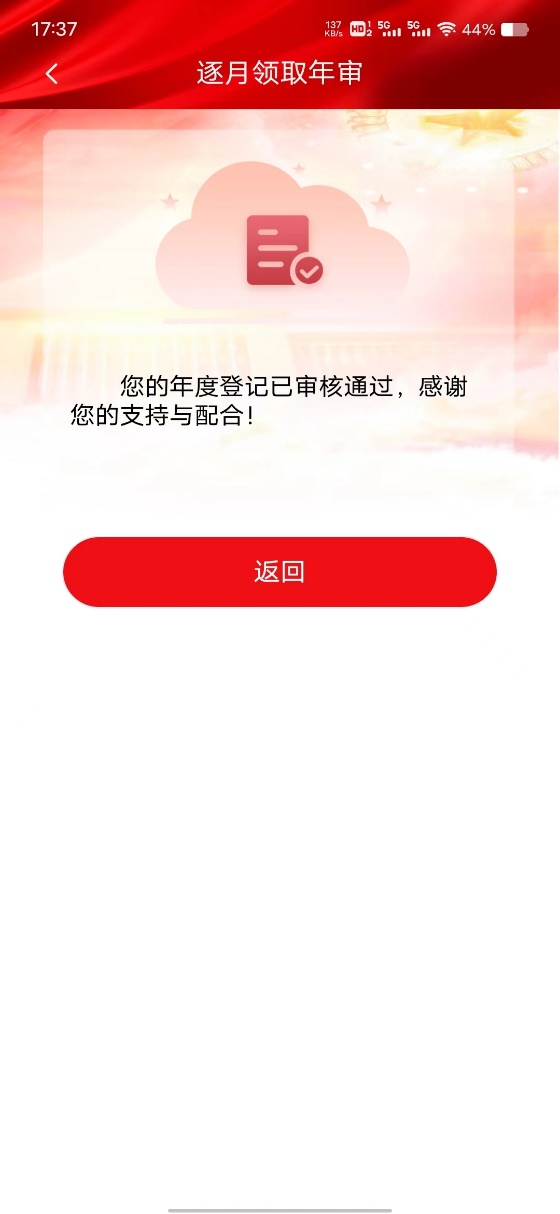 17:37
137 KB/s HD 1 2 5G 5G 44%
逐月领取年审
您的年度登记已审核通过，感谢
您的支持与配合！
返回